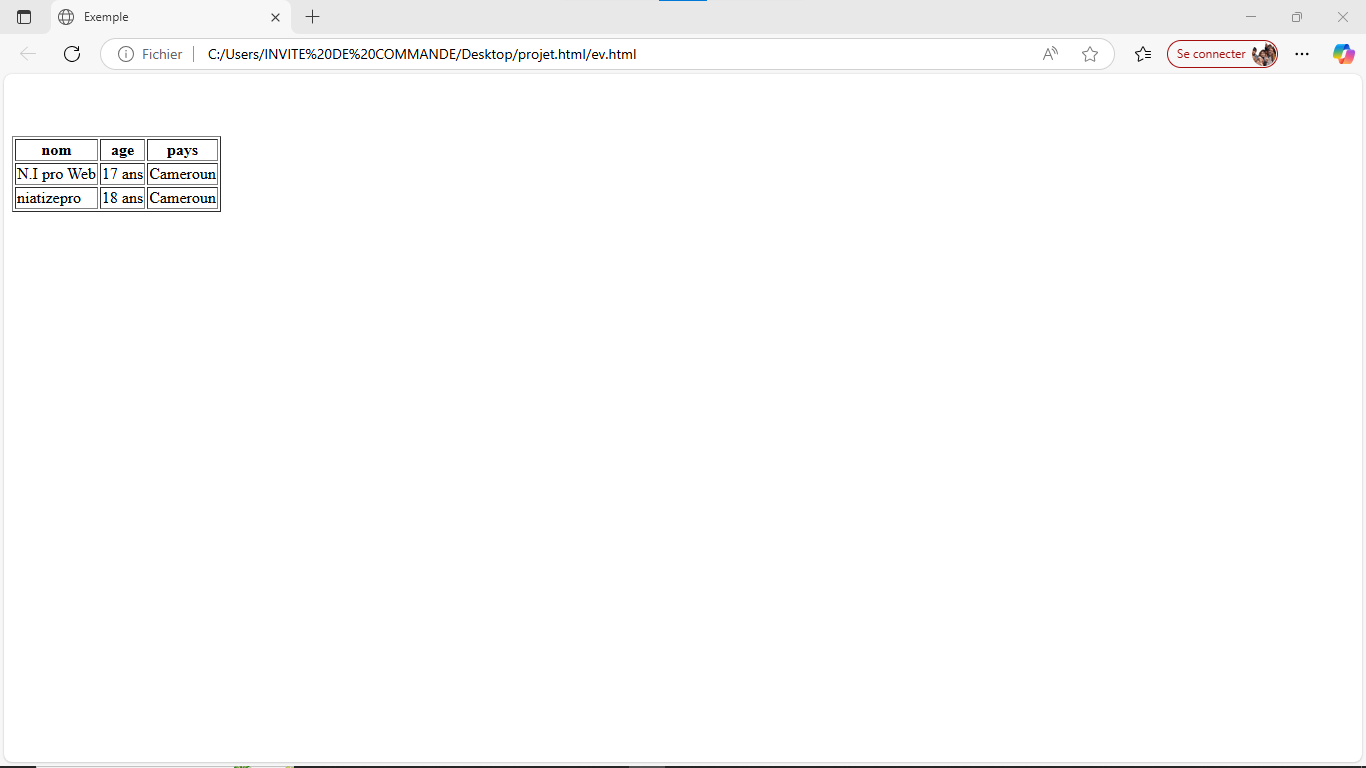 Exemple
Fichier C:/Users/INVITE%20DE%20COMMANDE/Desktop/projet.html/ev.html A Se connecter
nom age pays
N.I pro Web 17 ans Cameroun
niatizepro 18 ans Cameroun